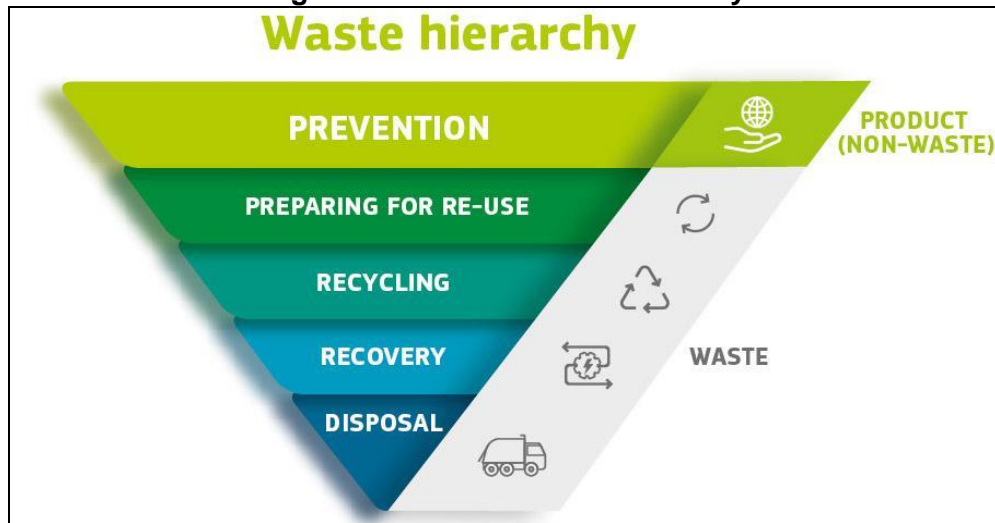 Waste hierarchy
PREVENTION
PRODUCT
(NON-WASTE)
PREPARING FOR RE-USE
RECYCLING
RECOVERY
WASTE
DISPOSAL